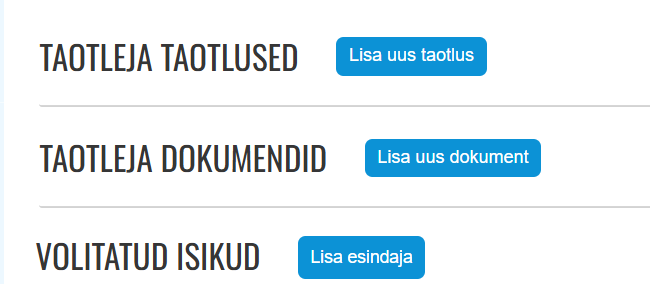 TAOTLEJA TAOTLUSED Lisa uus taotlus
TAOTLEJA DOKUMENDID Lisa uus dokument
VOLITATUD ISIKUD Lisa esindaja